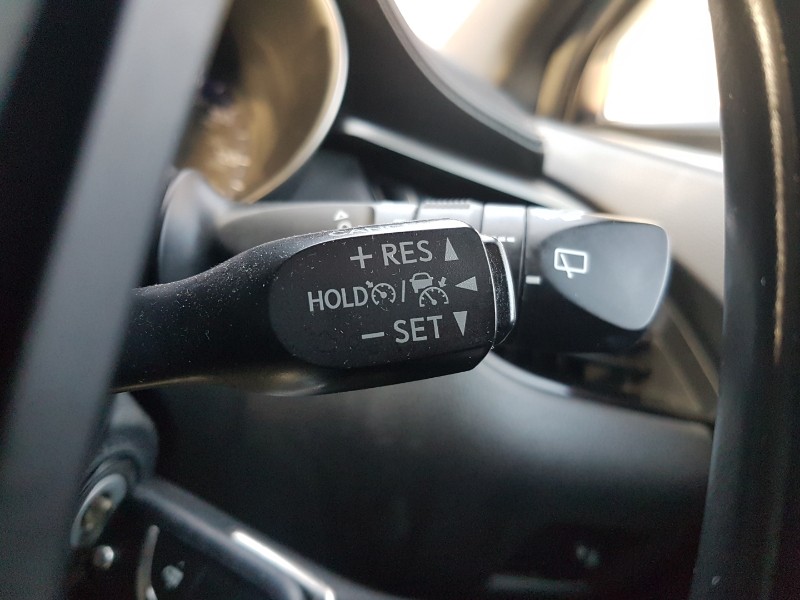 + RES ▲
HOLD / ◀
− SET ▼